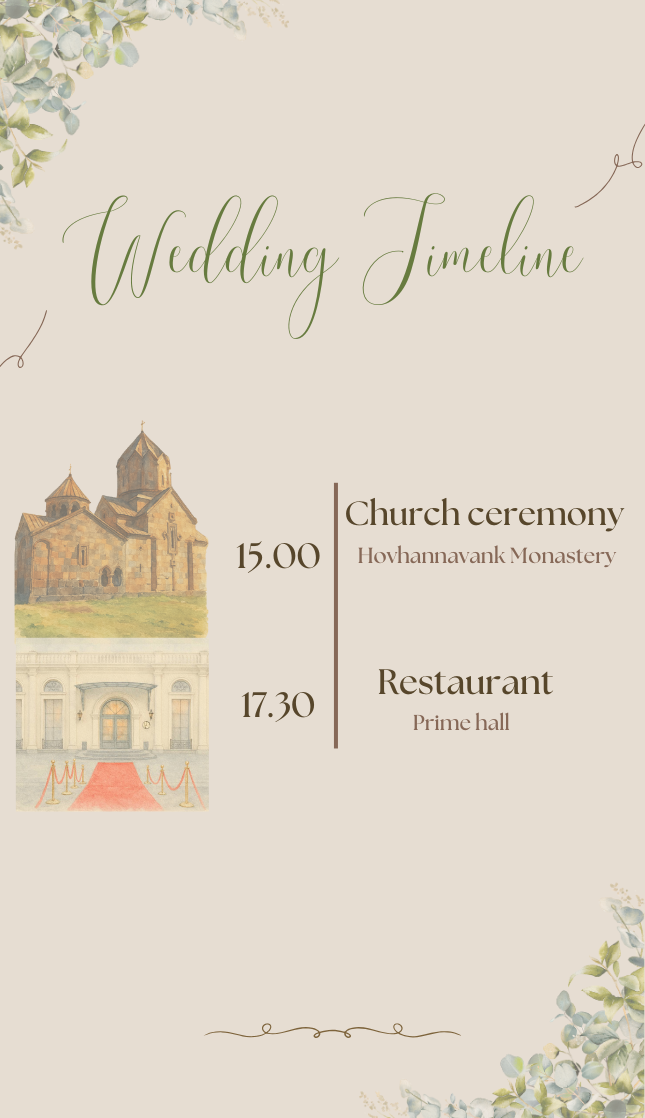 Wedding Timeline
15.00
Church ceremony
Hovhannavank Monastery
17.30
Restaurant
Prime hall